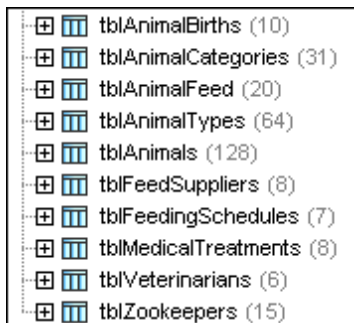 tblAnimalBirths (10)
tblAnimalCategories (31)
tblAnimalFeed (20)
tblAnimalTypes (64)
tblAnimals (128)
tblFeedSuppliers (8)
tblFeedingSchedules (7)
tblMedicalTreatments (8)
tblVeterinarians (6)
tblZookeepers (15)